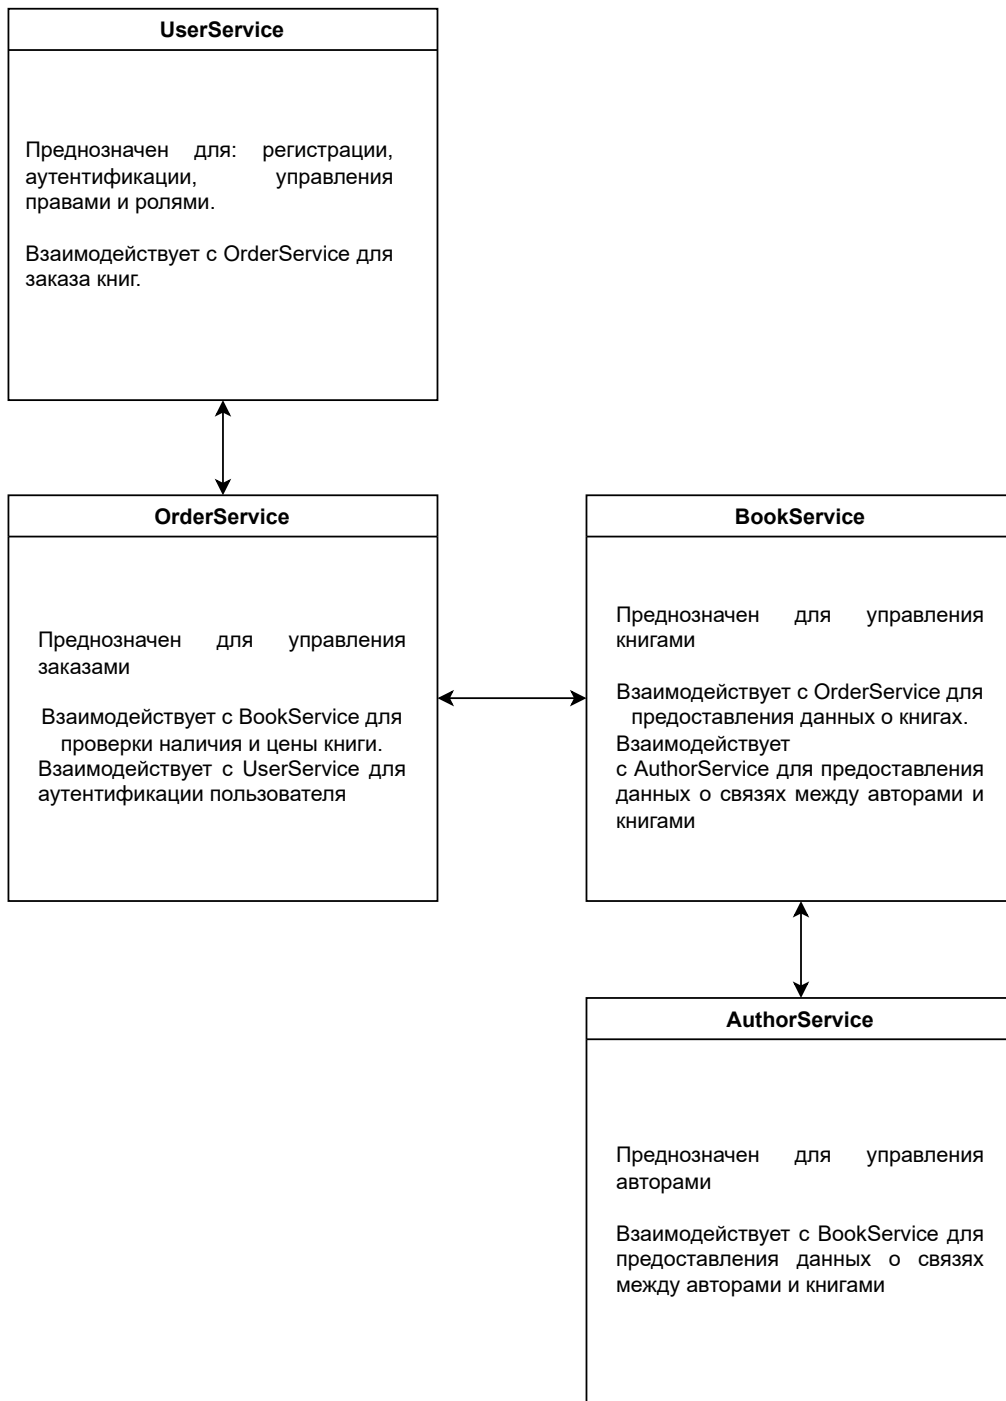 UserService
Преднозначен для: регистрации,
аутентификации, управления
правами и ролями.
Взаимодействует с OrderService для
заказа книг.
OrderService
Преднозначен для управления
заказами
Взаимодействует с BookService для
проверки наличия и цены книги.
Взаимодействует с UserService для
аутентификации пользователя
BookService
Преднозначен для управления
книгами
Взаимодействует с OrderService для
предоставления данных о книгах.
Взаимодействует
с AuthorService для предоставления
данных о связях между авторами и
книгами
AuthorService
Преднозначен для управления
авторами
Взаимодействует с BookService для
предоставления данных о связях
между авторами и книгами